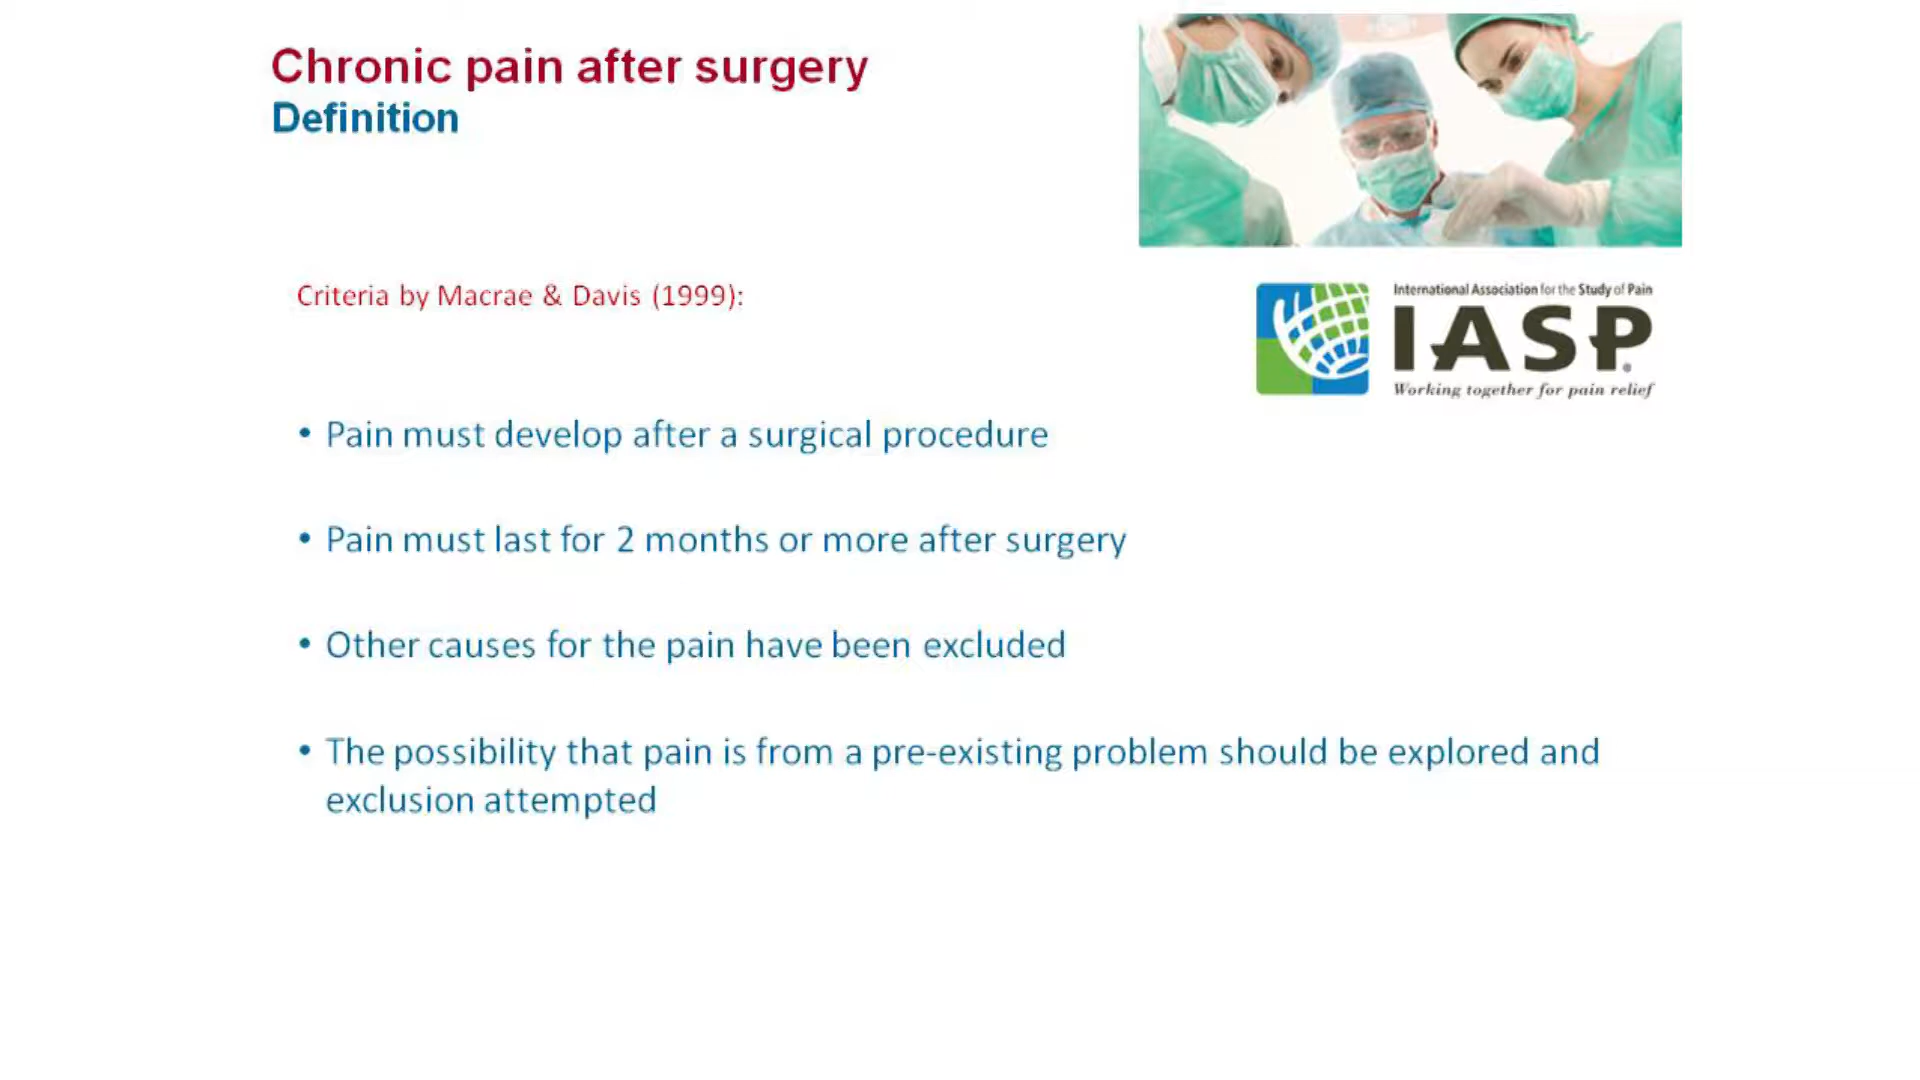 Chronic pain after surgery
Definition
Criteria by Macrae & Davis (1999):
International Association for the Study of Pain
IASP®
Working together for pain relief
• Pain must develop after a surgical procedure
• Pain must last for 2 months or more after surgery
• Other causes for the pain have been excluded
• The possibility that pain is from a pre-existing problem should be explored and
exclusion attempted